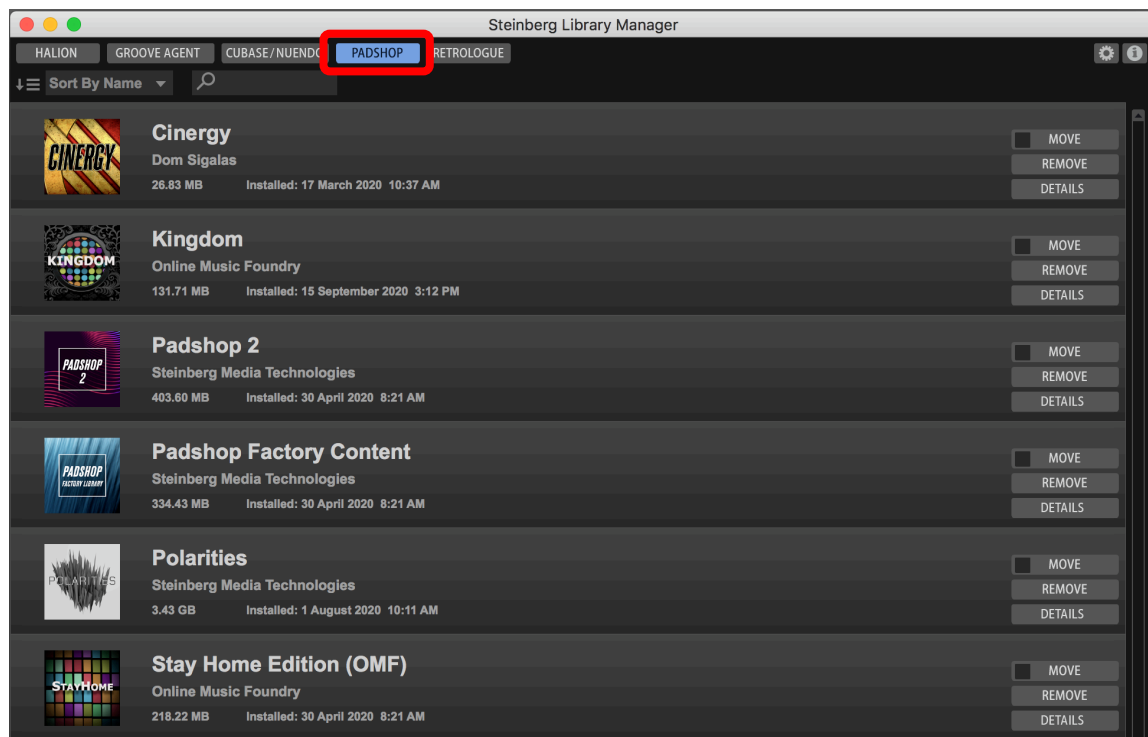 Steinberg Library Manager
HALION GROOVE AGENT CUBASE/NUENDO PADSHOP RETROLOGUE
Sort By Name
CINERGY
Cinergy
Dom Sigalas
26.83 MB Installed: 17 March 2020 10:37 AM
MOVE
REMOVE
DETAILS
KINGDOM
Kingdom
Online Music Foundry
131.71 MB Installed: 15 September 2020 3:12 PM
MOVE
REMOVE
DETAILS
PADSHOP
2
Padshop 2
Steinberg Media Technologies
403.60 MB Installed: 30 April 2020 8:21 AM
MOVE
REMOVE
DETAILS
PADSHOP
FACTORY LIBRARY
Padshop Factory Content
Steinberg Media Technologies
334.43 MB Installed: 30 April 2020 8:21 AM
MOVE
REMOVE
DETAILS
POLARITIES
Polarities
Steinberg Media Technologies
3.43 GB Installed: 1 August 2020 10:11 AM
MOVE
REMOVE
DETAILS
STAYHOME
Stay Home Edition (OMF)
Online Music Foundry
218.22 MB Installed: 30 April 2020 8:21 AM
MOVE
REMOVE
DETAILS